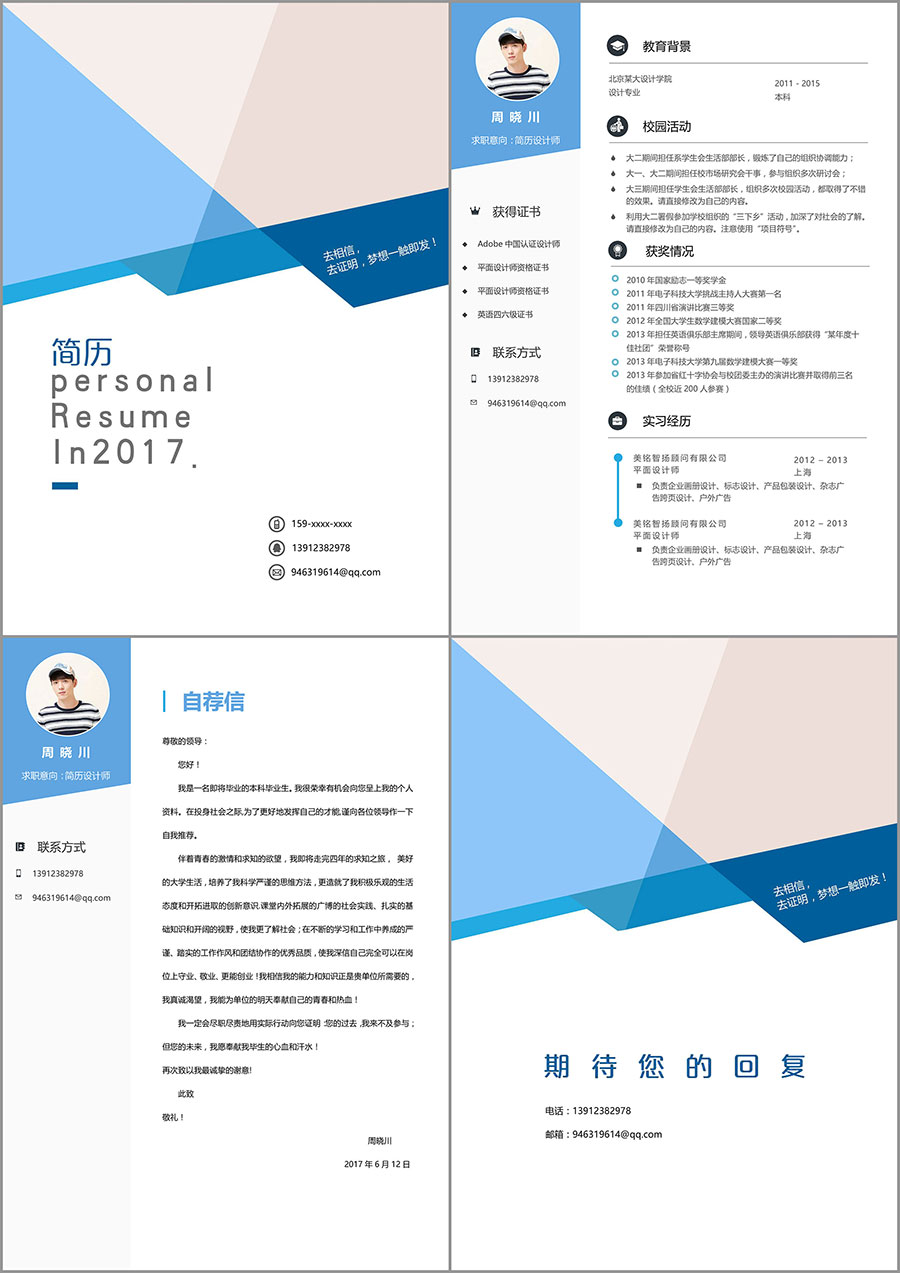 去相信，
去证明，梦想一触即发！
简历
personal
Resume
In2017.
159-xxxx-xxxx
13912382978
946319614@qq.com
周晓川
求职意向：简历设计师
获得证书
Adobe 中国认证设计师
平面设计师资格证书
平面设计师资格证书
英语四六级证书
联系方式
13912382978
946319614@qq.com
教育背景
北京某大设计学院
设计专业
2011 - 2015
本科
校园活动
大二期间担任系学生会生活部部长，锻炼了自己的组织协调能力；
大一、大二期间担任校市场研究会干事，参与组织多次研讨会；
大三期间担任学生会生活部部长，组织多次校园活动，都取得了不错
的效果。请直接修改为自己的内容。
利用大二暑假参加学校组织的“三下乡”活动，加深了对社会的了解。
请直接修改为自己的内容。注意使用“项目符号”。
获奖情况
2010 年国家励志一等奖学金
2011 年电子科技大学挑战主持人大赛第一名
2011 年四川省演讲比赛三等奖
2012 年全国大学生数学建模大赛国家二等奖
2013 年担任英语俱乐部主席期间，领导英语俱乐部获得“某年度十
佳社团”荣誉称号
2013 年电子科技大学第九届数学建模大赛一等奖
2013 年参加省红十字协会与校团委主办的演讲比赛并取得前三名
的佳绩（全校近 200 人参赛）
实习经历
美铭智扬顾问有限公司
平面设计师
2012 – 2013
上海
负责企业画册设计、标志设计、产品包装设计、杂志广
告跨页设计、户外广告
美铭智扬顾问有限公司
平面设计师
2012 – 2013
上海
负责企业画册设计、标志设计、产品包装设计、杂志广
告跨页设计、户外广告
周晓川
求职意向：简历设计师
联系方式
13912382978
946319614@qq.com
自荐信
尊敬的领导：
您好！
我是一名即将毕业的本科毕业生。我很荣幸有机会向您呈上我的个人
资料。在投身社会之际,为了更好地发挥自己的才能,谨向各位领导作一下
自我推荐。
伴着青春的激情和求知的欲望，我即将走完四年的求知之旅， 美好
的大学生活，培养了我科学严谨的思维方法，更造就了我积极乐观的生活
态度和开拓进取的创新意识.课堂内外拓展的广博的社会实践、扎实的基
础知识和开阔的视野，使我更了解社会；在不断的学习和工作中养成的严
谨、踏实的工作作风和团结协作的优秀品质，使我深信自己完全可以在岗
位上守业、敬业、更能创业！我相信我的能力和知识正是贵单位所需要的，
我真诚渴望，我能为单位的明天奉献自己的青春和热血！
我一定会尽职尽责地用实际行动向您证明:您的过去,我来不及参与；
但您的未来，我愿奉献我毕生的心血和汗水！
再次致以我最诚挚的谢意!
此致
敬礼！
周晓川
2017 年 6 月 12 日
去相信，
去证明，梦想一触即发！
期待您的回复
电话：13912382978
邮箱：946319614@qq.com